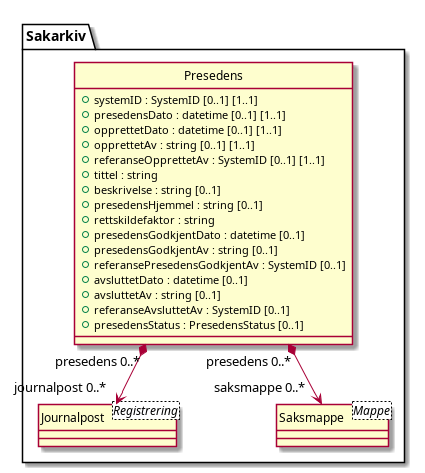 Sakarkiv
Presedens
systemID : SystemID [0..1] [1..1]
presedensDato : datetime [0..1] [1..1]
opprettetDato : datetime [0..1] [1..1]
opprettetAv : string [0..1] [1..1]
referanseOpprettetAv : SystemID [0..1] [1..1]
tittel : string
beskrivelse : string [0..1]
presedensHjemmel : string [0..1]
rettskildefaktor : string
presedensGodkjentDato : datetime [0..1]
presedensGodkjentAv : string [0..1]
referansePresedensGodkjentAv : SystemID [0..1]
avsluttetDato : datetime [0..1]
avsluttetAv : string [0..1]
referanseAvsluttetAv : SystemID [0..1]
presedensStatus : PresedensStatus [0..1]
presedens 0..* presedens 0..*
journalpost 0..* saksmappe 0..*
Journalpost Registrering Saksmappe Mappe